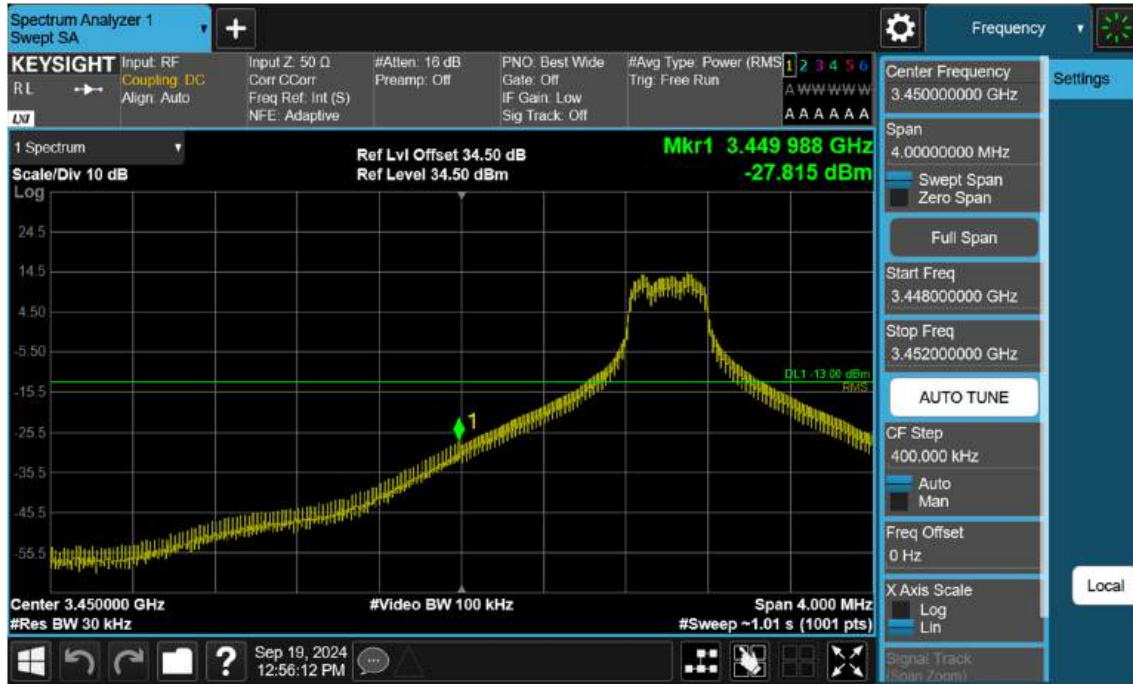 Spectrum Analyzer 1
Swept SA
Frequency
KEYSIGHT
RL
LXI
Input: RF
Coupling: DC
Align: Auto
Input Z: 50 Ω
Corr CCorr
Freq Ref: Int (S)
NFE: Adaptive
#Atten: 16 dB
Preamp: Off
PNO: Best Wide
Gate: Off
IF Gain: Low
Sig Track: Off
#Avg Type: Power (RMS
Trig: Free Run
1 2 3 4 5 6
A W W W W W
A A A A A A
1 Spectrum
Scale/Div 10 dB
Ref Lvl Offset 34.50 dB
Ref Level 34.50 dBm
Mkr1 3.449 988 GHz
-27.815 dBm
Log
24.5
14.5
4.50
-5.50
-15.5
-25.5
-35.5
-45.5
-55.5
DL1 -13.00 dBm
RMS
1
Center 3.450000 GHz
#Res BW 30 kHz
#Video BW 100 kHz
Span 4.000 MHz
#Sweep ~1.01 s (1001 pts)
Center Frequency
3.450000000 GHz
Span
4.00000000 MHz
Swept Span
Zero Span
Full Span
Start Freq
3.448000000 GHz
Stop Freq
3.452000000 GHz
AUTO TUNE
CF Step
400.000 kHz
Auto
Man
Freq Offset
0 Hz
X Axis Scale
Log
Lin
Signal Track
(Span Zoom)
Settings
Local
?
Sep 19, 2024
12:56:12 PM